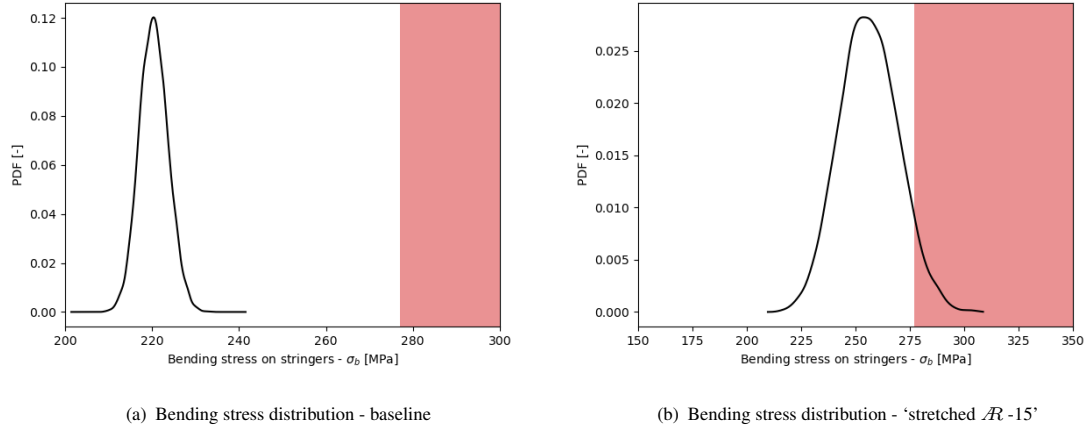 0.12
0.10
0.08
0.06
0.04
0.02
0.00
PDF [-]
200 220 240 260 280 300
Bending stress on stringers - σb [MPa]
(a) Bending stress distribution - baseline
0.025
0.020
0.015
0.010
0.005
0.000
PDF [-]
150 175 200 225 250 275 300 325 350
Bending stress on stringers - σb [MPa]
(b) Bending stress distribution - ‘stretched ÆR -15’